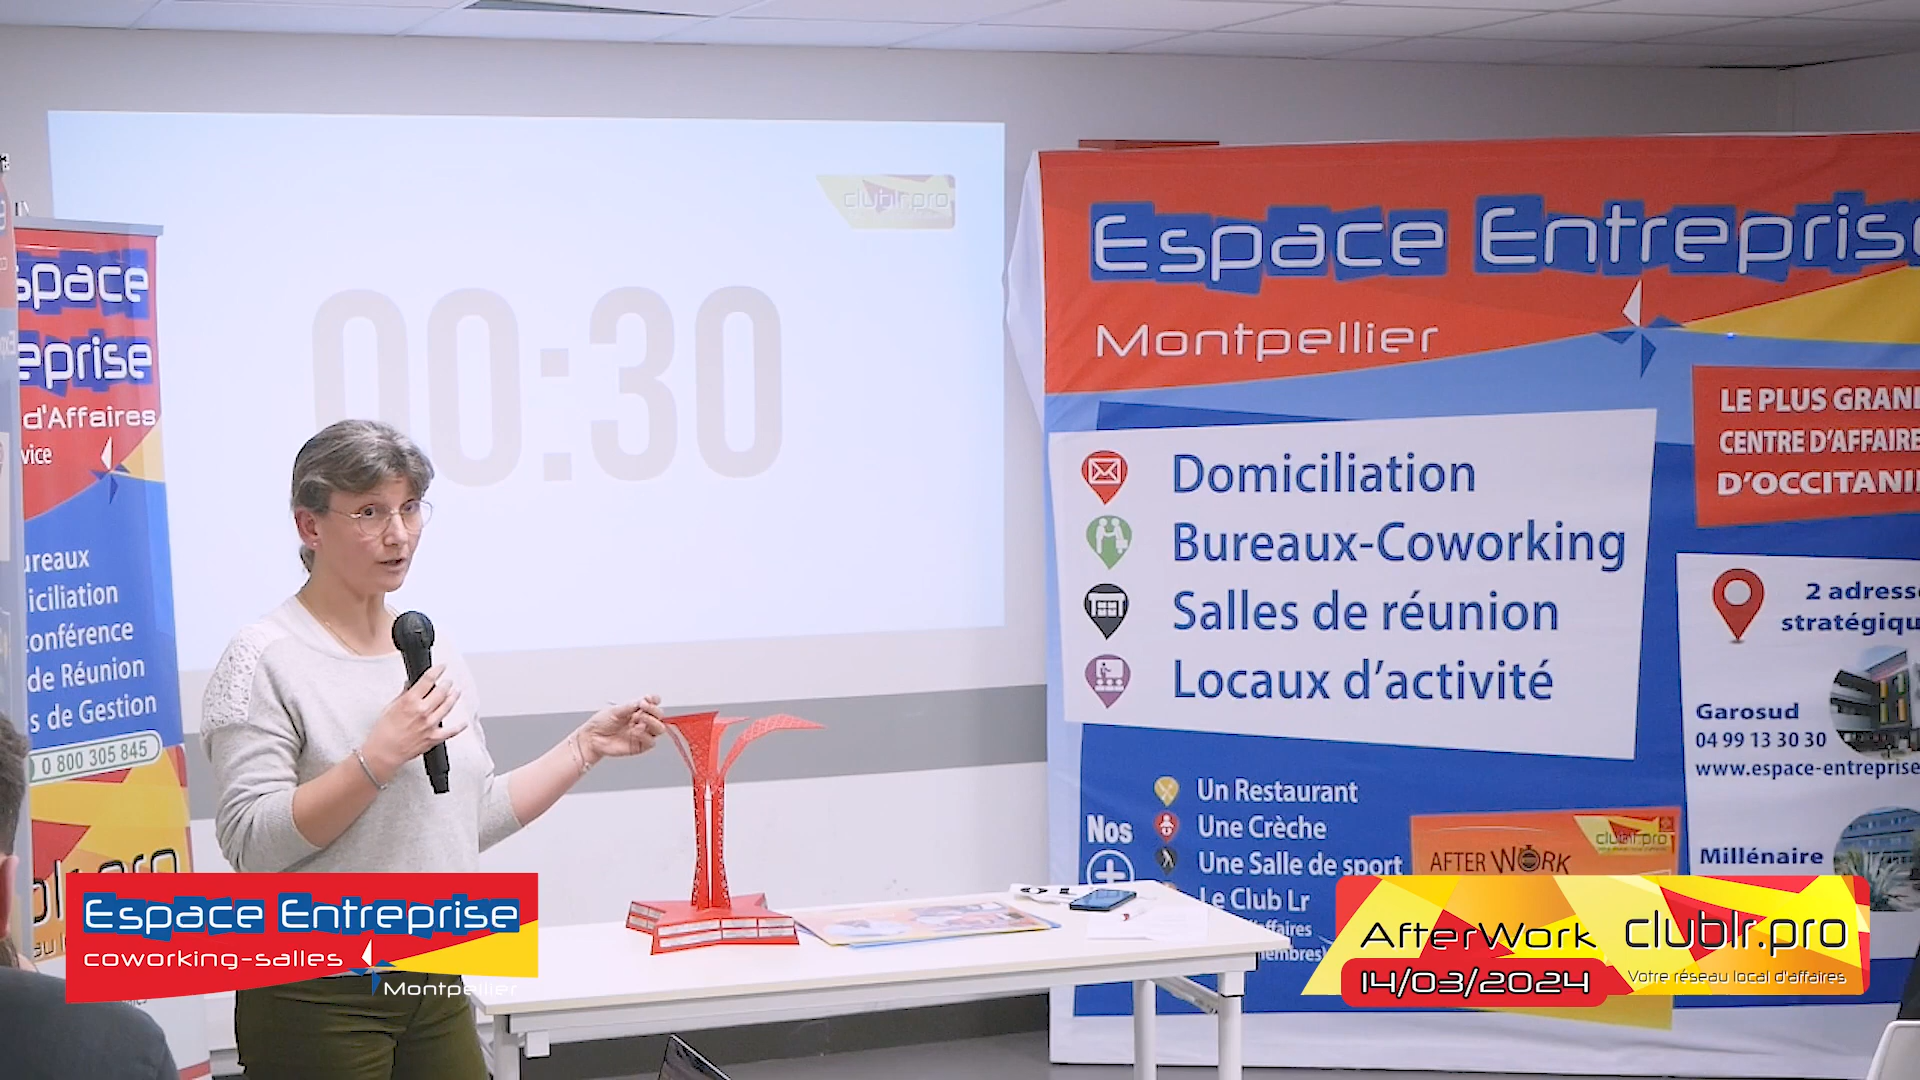 clublr.pro
00:30
space
eprise
d'Affaires
vice
ureaux
iciliation
onférence
de Réunion
s de Gestion
0 800 305 845
Espace Entreprise
Montpellier
LE PLUS GRAN
CENTRE D'AFFAIRE
D'OCCITANI
Domiciliation
Bureaux-Coworking
Salles de réunion
Locaux d'activité
2 adress
stratégiqu
Garosud
04 99 13 30 30
www.espace-entreprise
Millénaire
Nos
Un Restaurant
Une Crèche
Une Salle de sport
Le Club Lr
ffaires
embres)
AFTER WORK
clublr.pro
Espace Entreprise
coworking-salles
Montpellier
AfterWork
14/03/2024
clublr.pro
Votre réseau local d'affaires